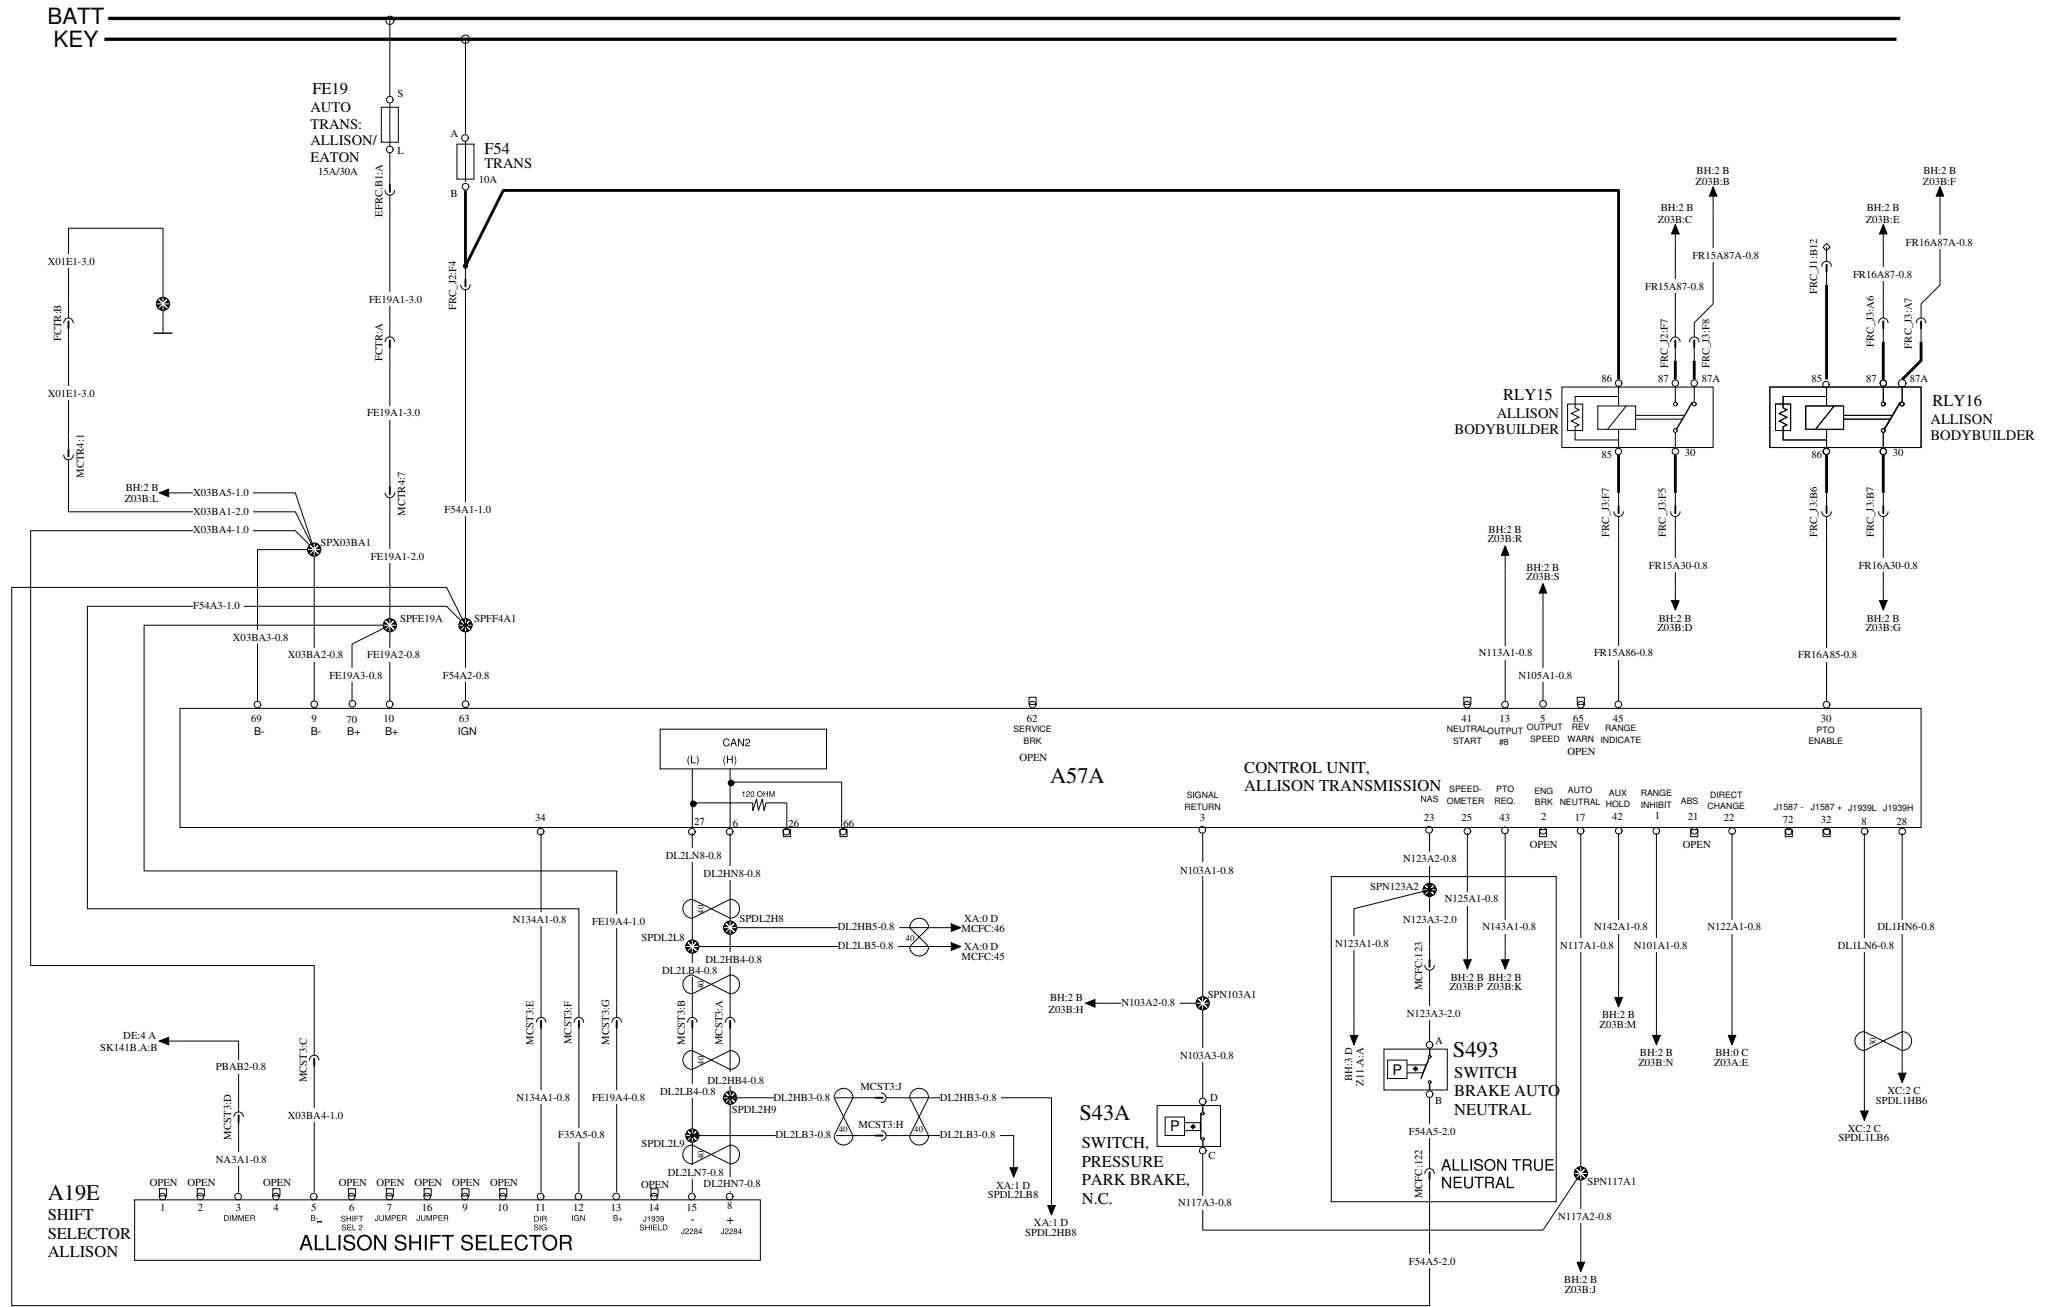 BATT
KEY
FE19
AUTO
TRANS:
ALLISON/
EATON
15A/30A
S
L
EFRC.B1:A
A
F54
TRANS
10A
B
FRC_J2:F4
X01E1-3.0
FCTR:B
X01E1-3.0
MCTR4:1
FE19A1-3.0
FCTR:A
FE19A1-3.0
MCTR4:7
FE19A1-2.0
F54A1-1.0
BH:2 B
Z03B:L
X03BA5-1.0
X03BA1-2.0
X03BA4-1.0
SPX03BA1
F54A3-1.0
SPFE19A
SPFF4A1
X03BA3-0.8
X03BA2-0.8
FE19A2-0.8
FE19A3-0.8
F54A2-0.8
BH:2 B
Z03B:B
BH:2 B
Z03B:C
FR15A87A-0.8
FR15A87-0.8
FRC_J2:F7
FRC_J3:F8
86
87
87A
RLY15
ALLISON
BODYBUILDER
85
30
FRC_J3:F7
FRC_J3:F5
FR15A30-0.8
BH:2 B
Z03B:D
FR15A86-0.8
BH:2 B
Z03B:F
BH:2 B
Z03B:E
FR16A87A-0.8
FR16A87-0.8
FRC_J1:B12
FRC_J3:A6
FRC_J3:A7
85
87
87A
RLY16
ALLISON
BODYBUILDER
86
30
FRC_J3:B6
FRC_J3:B7
FR16A30-0.8
BH:2 B
Z03B:G
FR16A85-0.8
BH:2 B
Z03B:R
BH:2 B
Z03B:S
N113A1-0.8
N105A1-0.8
69
B-
9
B-
70
B+
10
B+
63
IGN
62
SERVICE
BRK
OPEN
41
NEUTRAL
START
13
OUTPUT
#8
5
OUTPUT
SPEED
65
REV
WARN
OPEN
45
RANGE
INDICATE
30
PTO
ENABLE
CAN2
(L)
(H)
120 OHM
A57A
CONTROL UNIT,
ALLISON TRANSMISSION
34
27
6
26
66
SIGNAL
RETURN
3
NAS
23
SPEED-
OMETER
25
PTO
REQ.
43
ENG
BRK
2
OPEN
AUTO
NEUTRAL
17
AUX
HOLD
42
RANGE
INHIBIT
1
ABS
21
OPEN
DIRECT
CHANGE
22
J1587 -
72
J1587 +
32
J1939L
8
J1939H
28
DL2LN8-0.8
DL2HN8-0.8
40
SPDL2H8
SPDL2L8
DL2HB5-0.8
DL2LB5-0.8
40
XA:0 D
MCFC:46
XA:0 D
MCFC:45
DL2HB4-0.8
DL2LB4-0.8
40
N134A1-0.8
FE19A4-1.0
MCST3:E
MCST3:F
MCST3:G
MCST3:B
MCST3:A
40
DL2HB4-0.8
DL2LB4-0.8
SPDL2H9
SPDL2L9
DL2HB3-0.8
DL2LB3-0.8
40
MCST3:J
MCST3:H
40
DL2HB3-0.8
DL2LB3-0.8
40
DL2LN7-0.8
DL2HN7-0.8
XA:1 D
SPDL2LB8
XA:1 D
SPDL2HB8
N134A1-0.8
F35A5-0.8
FE19A4-0.8
DE:4 A
SK141B.A:B
PBAB2-0.8
MCST3:D
NA3A1-0.8
MCST3:C
X03BA4-1.0
A19E
SHIFT
SELECTOR
ALLISON
OPEN
1
OPEN
2
3
DIMMER
OPEN
4
5
B-
OPEN
6
SHIFT
SEL 2
OPEN
7
JUMPER
OPEN
16
JUMPER
OPEN
9
OPEN
10
11
DIR
SIG
12
IGN
13
B+
OPEN
14
J1939
SHIELD
15
-
J2284
8
+
J2284
ALLISON SHIFT SELECTOR
N103A1-0.8
BH:2 B
Z03B:H
N103A2-0.8
SPN103A1
N103A3-0.8
S43A
SWITCH,
PRESSURE
PARK BRAKE,
N.C.
D
P
C
N117A3-0.8
N123A2-0.8
SPN123A2
N123A3-2.0
N123A1-0.8
MCFC:123
N123A3-2.0
BH:3 D
Z11.A:A
A
P
S493
SWITCH
BRAKE AUTO
NEUTRAL
B
F54A5-2.0
MCFC:122
ALLISON TRUE
NEUTRAL
F54A5-2.0
N125A1-0.8
N143A1-0.8
BH:2 B
Z03B:P
BH:2 B
Z03B:K
N117A1-0.8
SPN117A1
N117A2-0.8
BH:2 B
Z03B:J
N142A1-0.8
BH:2 B
Z03B:M
N101A1-0.8
BH:2 B
Z03B:N
N122A1-0.8
BH:0 C
Z03A:E
DL1HN6-0.8
DL1LN6-0.8
30
XC:2 C
SPDL1HB6
XC:2 C
SPDL1LB6